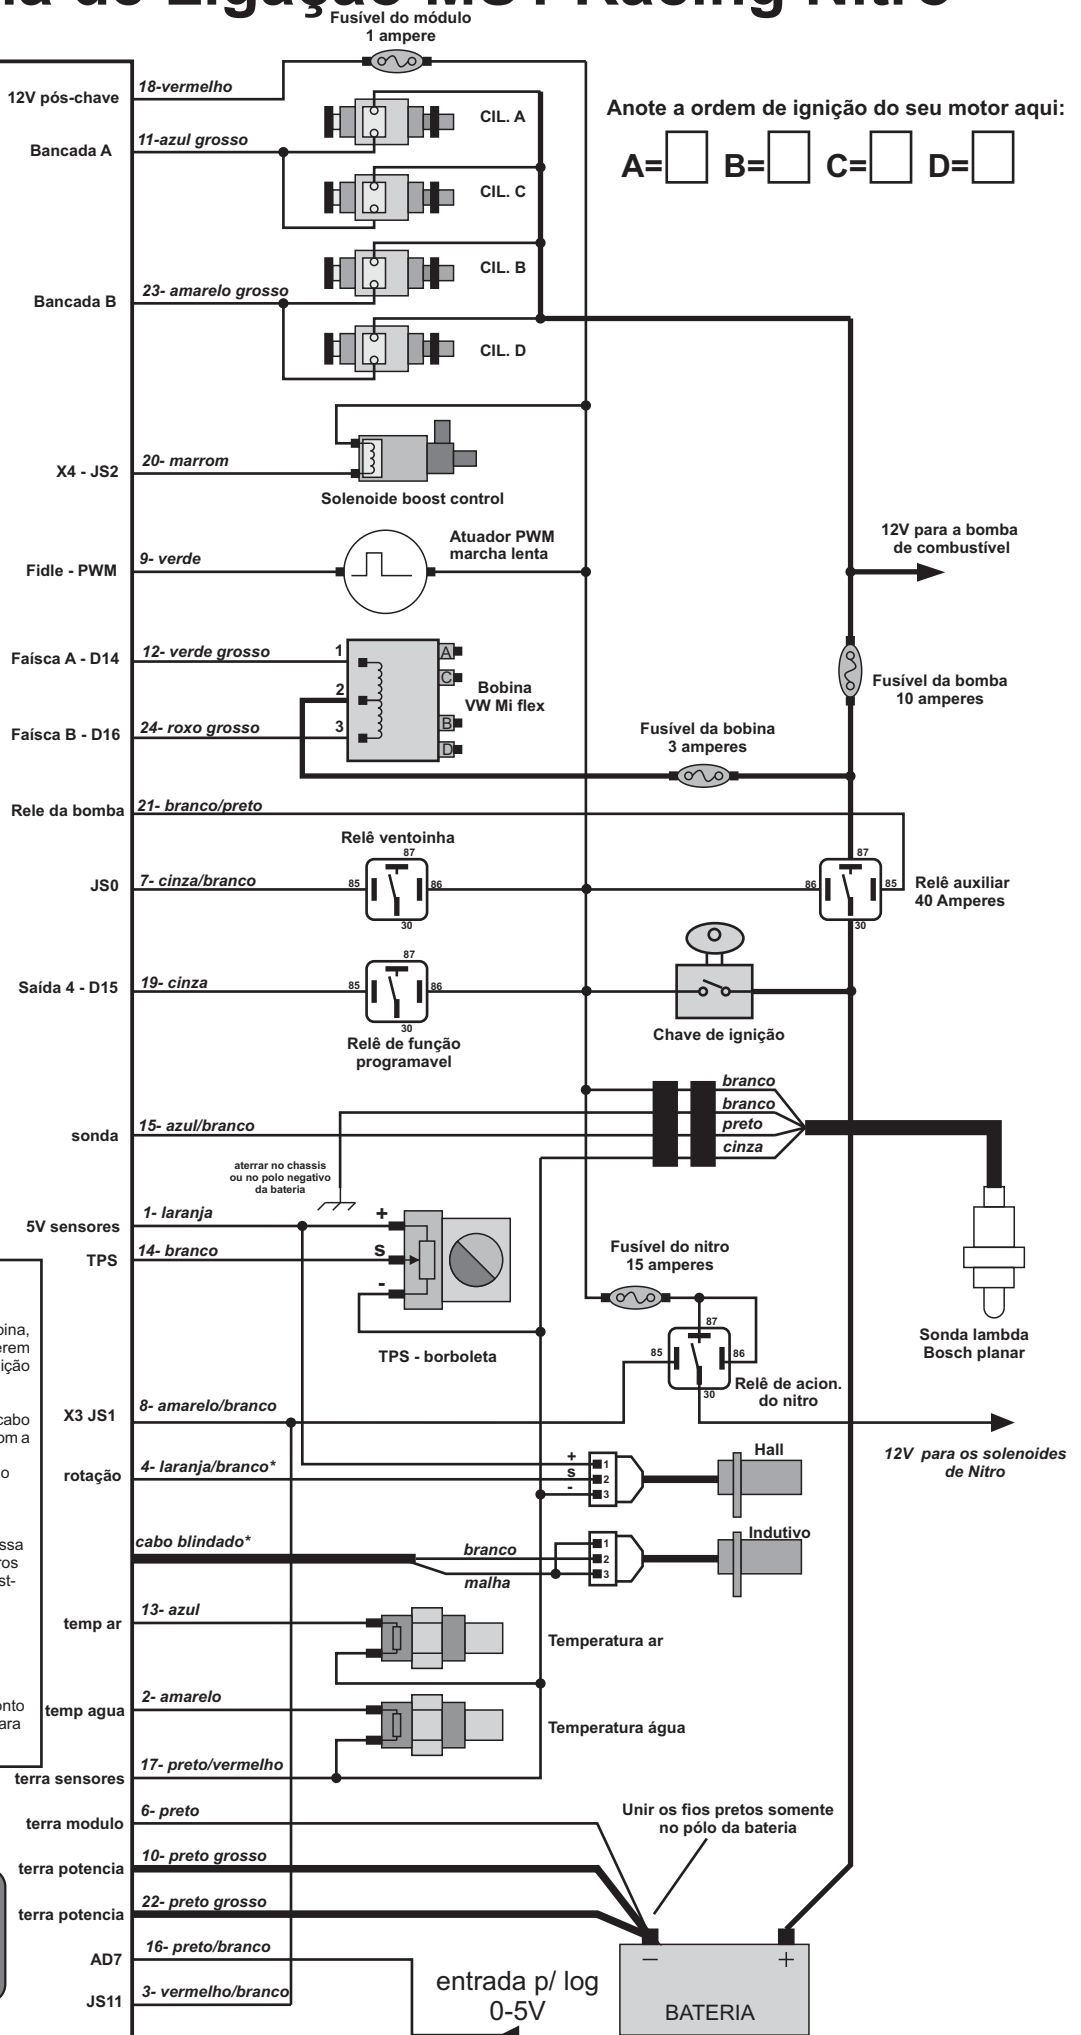 Fusível do módulo
1 ampere
12V pós-chave
18-vermelho
CIL. A
Anote a ordem de ignição do seu motor aqui:
Bancada A
11-azul grosso
A= B= C= D=
CIL. C
CIL. B
Bancada B
23- amarelo grosso
CIL. D
X4 - JS2
20- marrom
Solenoide boost control
12V para a bomba
de combustível
Atuador PWM
marcha lenta
Fidle - PWM
9- verde
Faísca A - D14
12- verde grosso
1
2
3
A
C
B
D
Bobina
VW Mi flex
Fusível da bomba
10 amperes
Faísca B - D16
24- roxo grosso
Fusível da bobina
3 amperes
Rele da bomba
21- branco/preto
Relê ventoinha
87
JS0
7- cinza/branco
85
86
30
87
86
85
30
Relê auxiliar
40 Amperes
87
Saída 4 - D15
19- cinza
85
86
30
Relê de função
programavel
Chave de ignição
branco
branco
preto
cinza
sonda
15- azul/branco
aterrar no chassis
ou no polo negativo
da bateria
5V sensores
1- laranja
+
TPS
14- branco
S
-
TPS - borboleta
Fusível do nitro
15 amperes
Sonda lambda
Bosch planar
87
85
86
30
Relê de acion.
do nitro
X3 JS1
8- amarelo/branco
12V para os solenoides
de Nitro
rotação
4- laranja/branco*
+
s
-
1
2
3
Hall
cabo blindado*
branco
malha
1
2
3
Indutivo
temp ar
13- azul
Temperatura ar
temp agua
2- amarelo
Temperatura água
terra sensores
17- preto/vermelho
terra modulo
6- preto
Unir os fios pretos somente
no pólo da bateria
terra potencia
10- preto grosso
terra potencia
22- preto grosso
AD7
16- preto/branco
JS11
3- vermelho/branco
entrada p/ log
0-5V
−
+
BATERIA